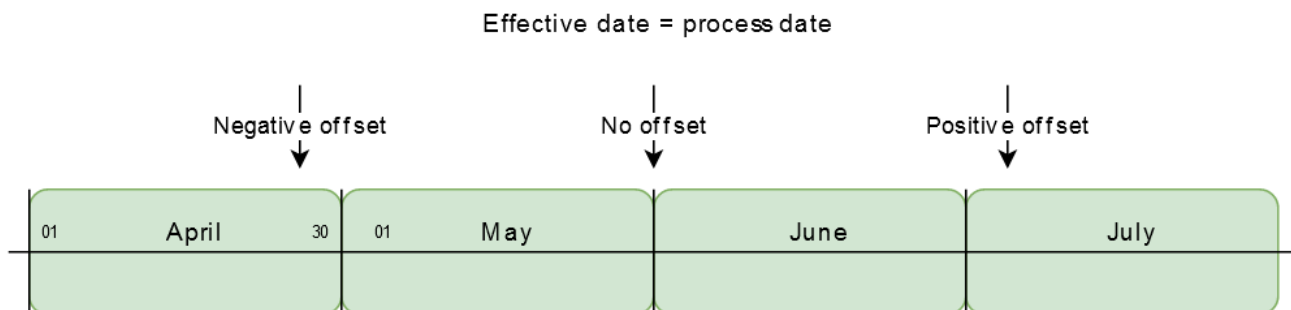 Effective date = process date
Negative offset
No offset
Positive offset
01 April 30 01 May June July